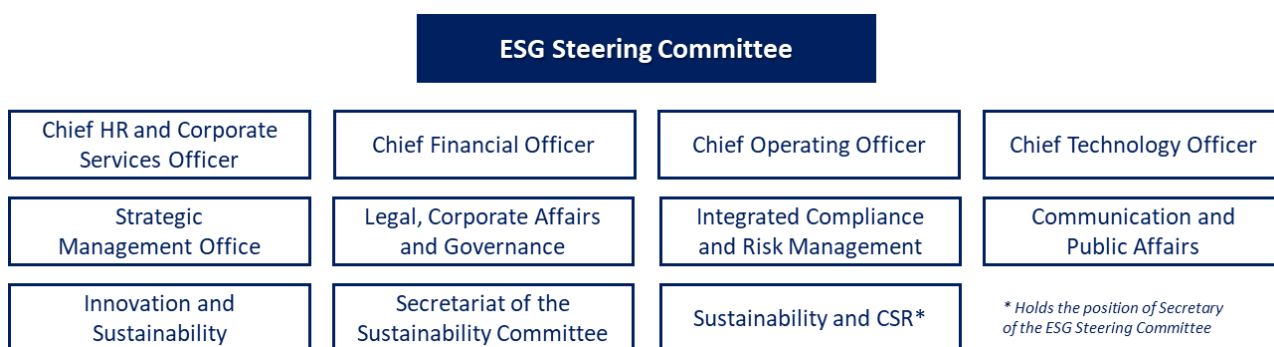 ESG Steering Committee
Chief HR and Corporate
Services Officer
Chief Financial Officer
Chief Operating Officer
Chief Technology Officer
Strategic
Management Office
Legal, Corporate Affairs
and Governance
Integrated Compliance
and Risk Management
Communication and
Public Affairs
Innovation and
Sustainability
Secretariat of the
Sustainability Committee
Sustainability and CSR*
* Holds the position of Secretary
of the ESG Steering Committee